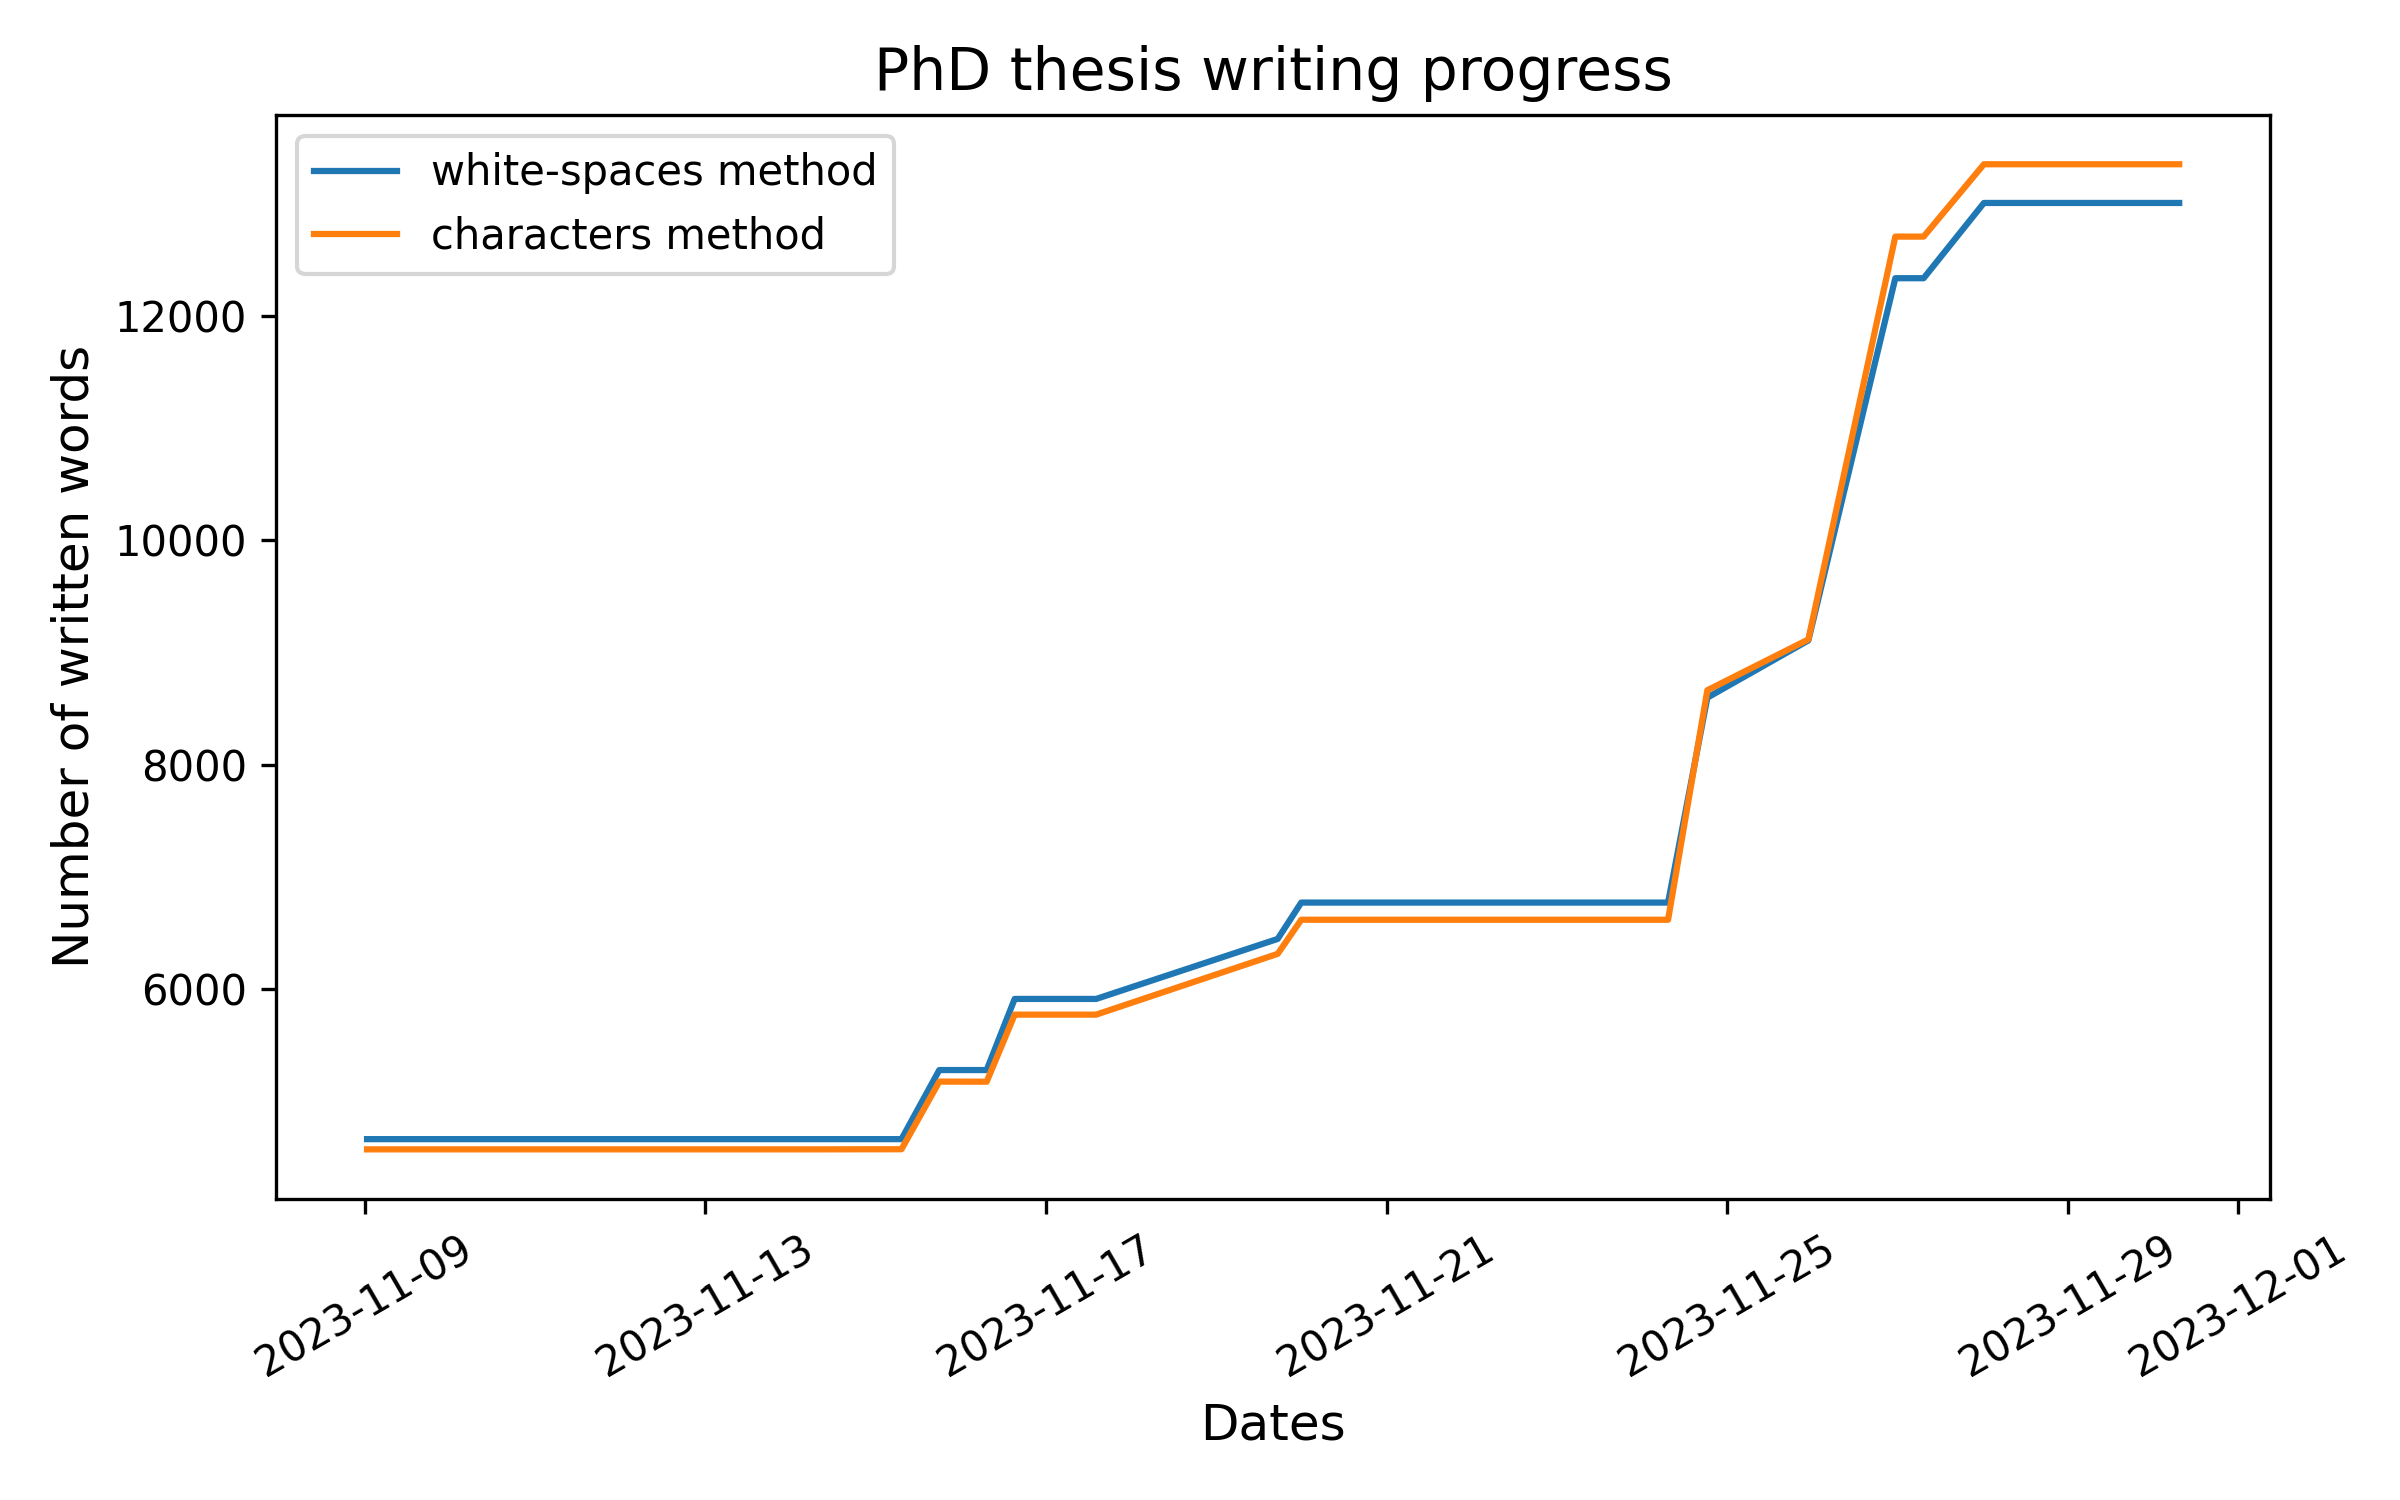 PhD thesis writing progress
white-spaces method
characters method
12000
10000
8000
6000
Number of written words
2023-11-09
2023-11-13
2023-11-17
2023-11-21
2023-11-25
2023-11-29
2023-12-01
Dates